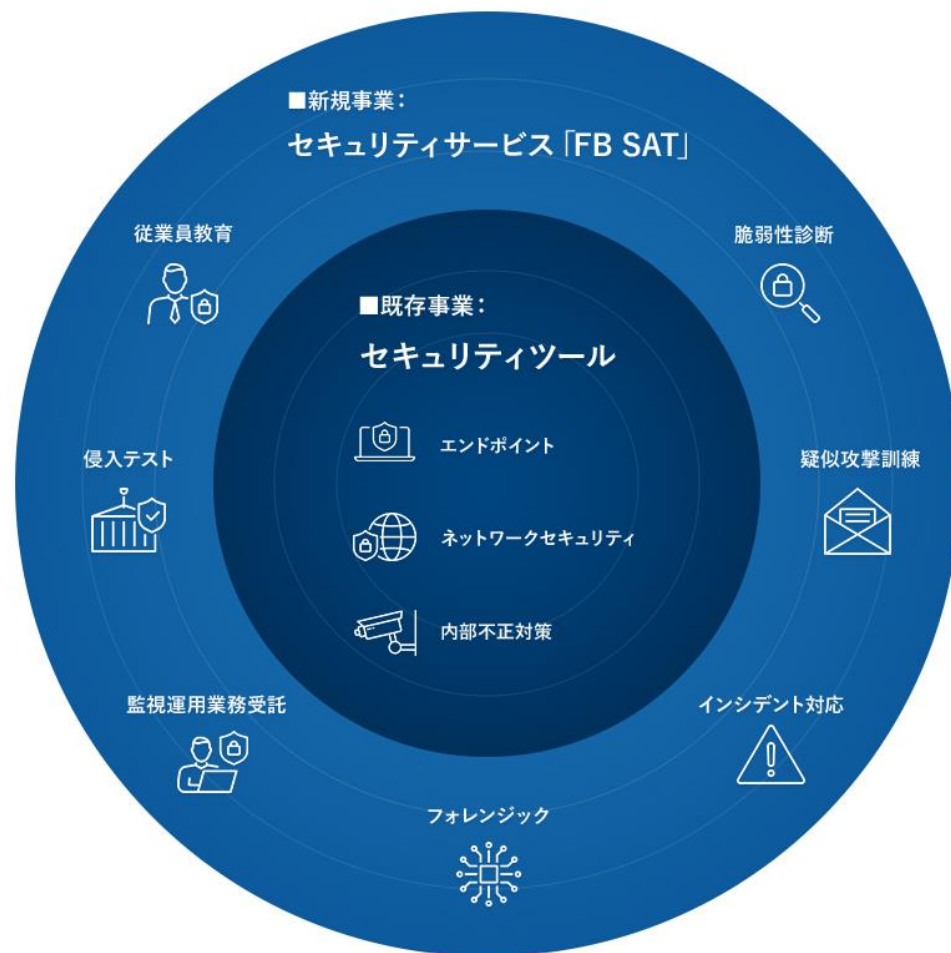 ■新規事業：
セキュリティサービス「FB SAT」
従業員教育
脆弱性診断
■既存事業：
セキュリティツール
エンドポイント
侵入テスト
疑似攻撃訓練
ネットワークセキュリティ
内部不正対策
監視運用業務受託
インシデント対応
フォレンジック